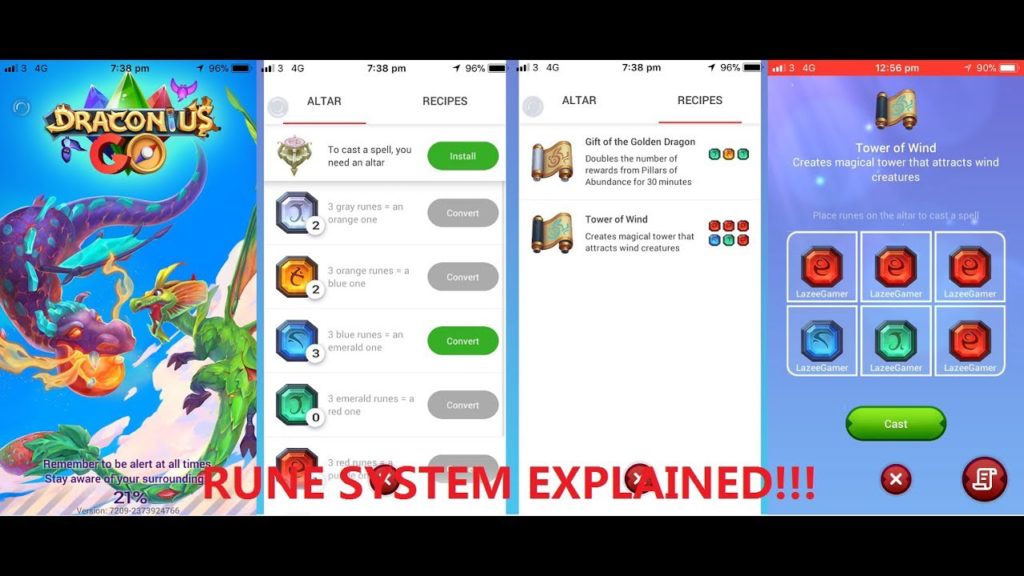 3 4G 7:38 pm 96%
DRACONIUS
GO
Remember to be alert at all times.
Stay aware of your surroundings
21%
Version: 7209-2373924766
3 4G 7:38 pm 96%
ALTAR RECIPES
To cast a spell, you
need an altar
Install
3 gray runes = an
orange one
2
Convert
3 orange runes = a
blue one
2
Convert
3 blue runes = an
emerald one
3
Convert
3 emerald runes = a
red one
0
Convert
3 red runes = a
Convert
3 4G 7:38 pm 96%
ALTAR RECIPES
Gift of the Golden Dragon
Doubles the number of
rewards from Pillars of
Abundance for 30 minutes
Tower of Wind
Creates magical tower that
attracts wind creatures
3 4G 12:56 pm 90%
Tower of Wind
Creates magical tower that attracts wind
creatures
Place runes on the altar to cast a spell
LazeeGamer LazeeGamer LazeeGamer
LazeeGamer LazeeGamer LazeeGamer
Cast
RUNE SYSTEM EXPLAINED!!!